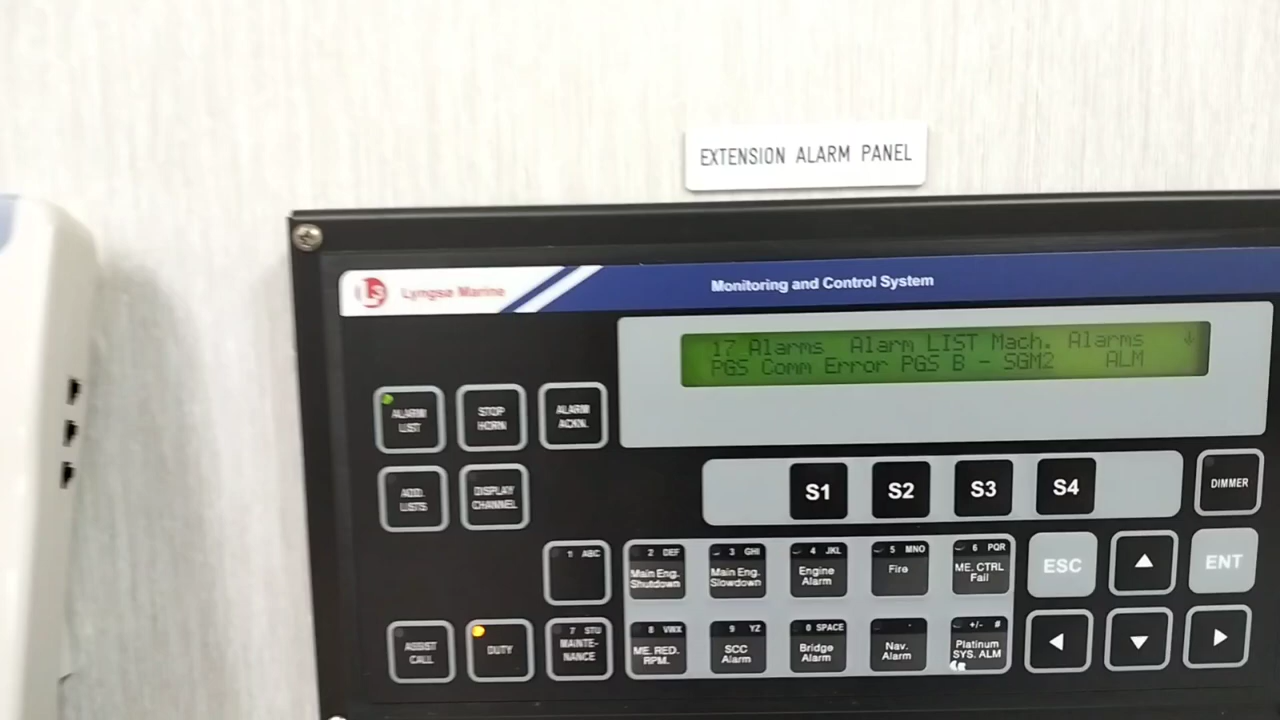 EXTENSION ALARM PANEL
Lyngsø Marine
Monitoring and Control System
17 Alarms Alarm LIST Mach. Alarms ↓
PGS Comm Error PGS B - SGM2 ALM
ALARM
LIST
STOP
HORN
ALARM
ACKN.
ADD.
LISTS
DISPLAY
CHANNEL
S1
S2
S3
S4
DIMMER
1 ABC
2 DEF
Main Eng.
Shutdown
3 GHI
Main Eng.
Slowdown
4 JKL
Engine
Alarm
5 MNO
Fire
6 PQR
ME. CTRL
Fail
ESC
ENT
ASSIST
CALL
DUTY
7 STU
MAINTE-
NANCE
8 VWX
ME. RED.
RPM.
9 YZ
SCC
Alarm
0 SPACE
Bridge
Alarm
.
Nav.
Alarm
+/- #
Platinum
SYS. ALM